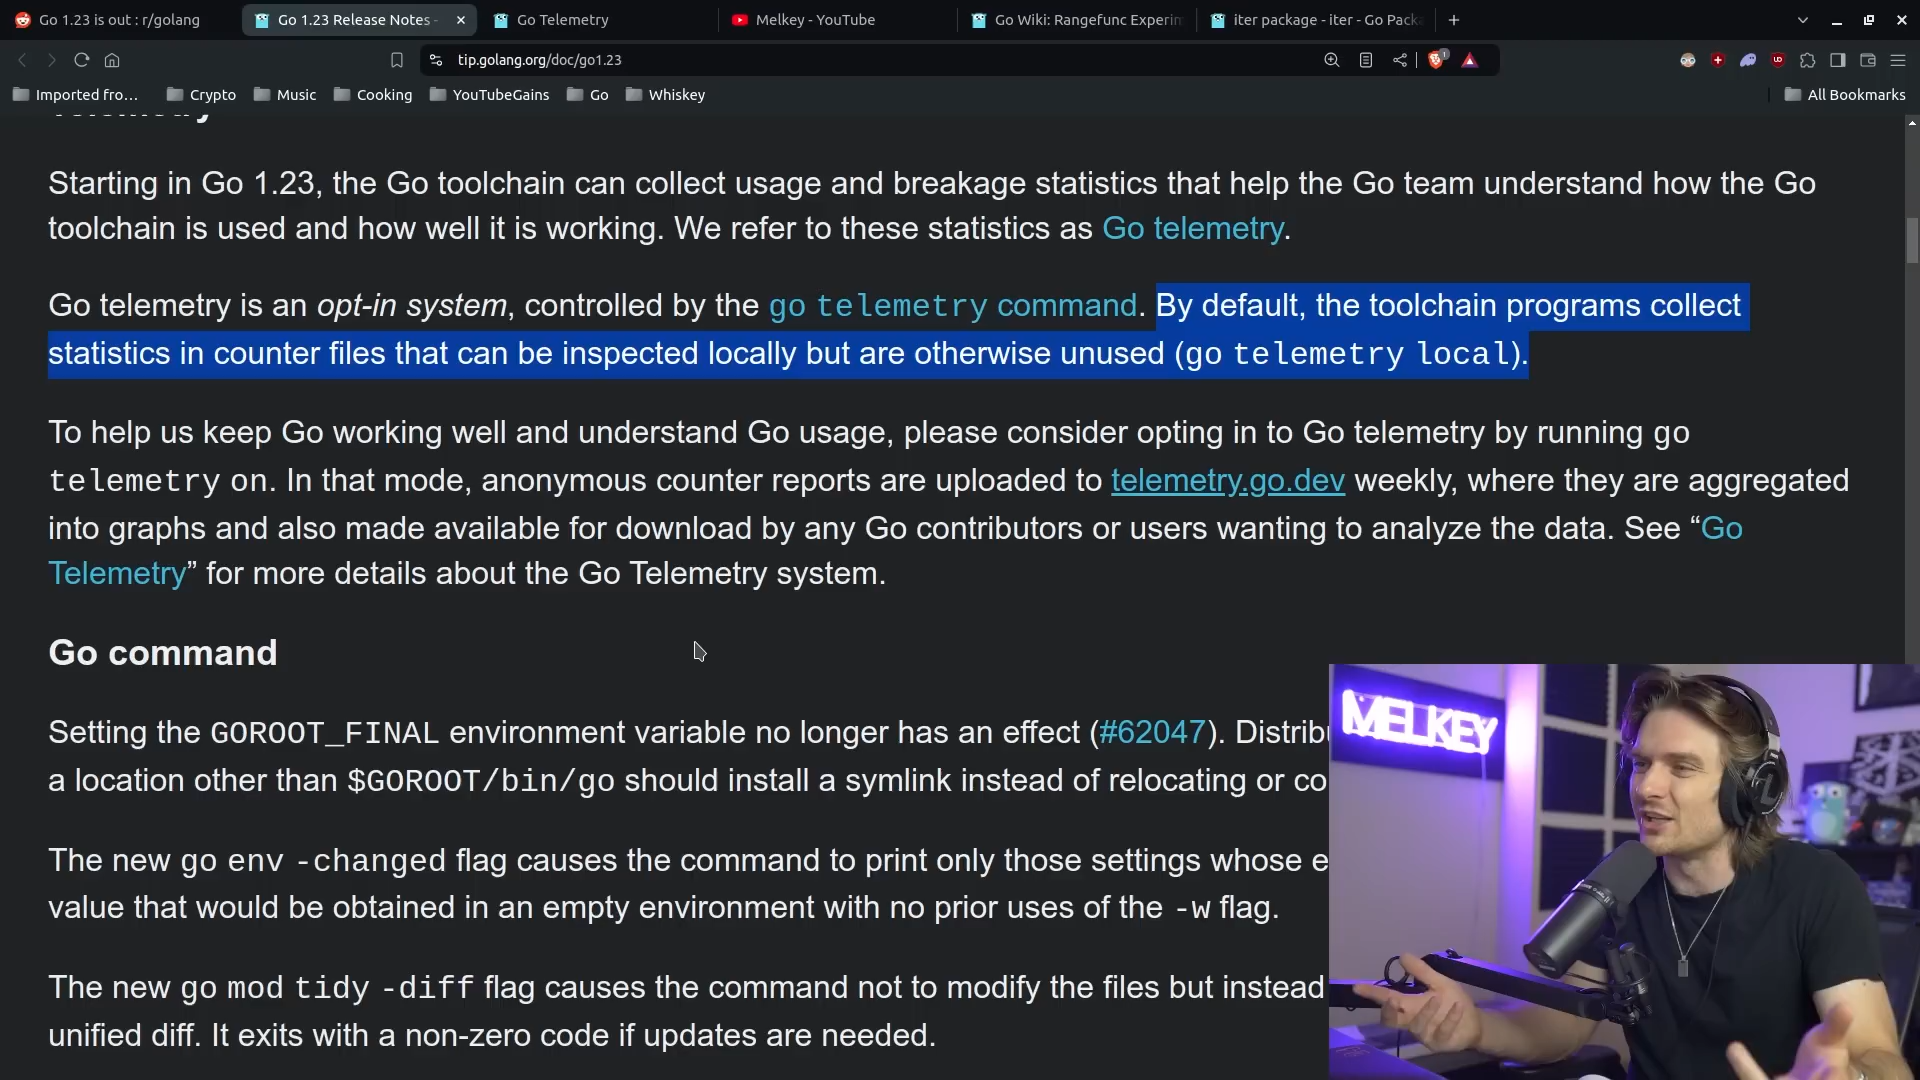 Go 1.23 is out : r/golang
Go 1.23 Release Notes -
Go Telemetry
Melkey - YouTube
Go Wiki: Rangefunc Experim
iter package - iter - Go Pack
tip.golang.org/doc/go1.23
Imported fro...
Crypto
Music
Cooking
YouTubeGains
Go
Whiskey
All Bookmarks
Telemetry
Starting in Go 1.23, the Go toolchain can collect usage and breakage statistics that help the Go team understand how the Go
toolchain is used and how well it is working. We refer to these statistics as Go telemetry.
Go telemetry is an opt-in system, controlled by the go telemetry command. By default, the toolchain programs collect
statistics in counter files that can be inspected locally but are otherwise unused (go telemetry local).
To help us keep Go working well and understand Go usage, please consider opting in to Go telemetry by running go
telemetry on. In that mode, anonymous counter reports are uploaded to telemetry.go.dev weekly, where they are aggregated
into graphs and also made available for download by any Go contributors or users wanting to analyze the data. See “Go
Telemetry” for more details about the Go Telemetry system.
Go command
Setting the GOROOT_FINAL environment variable no longer has an effect (#62047). Distribu
a location other than $GOROOT/bin/go should install a symlink instead of relocating or co
The new go env -changed flag causes the command to print only those settings whose e
value that would be obtained in an empty environment with no prior uses of the -w flag.
The new go mod tidy -diff flag causes the command not to modify the files but instead
unified diff. It exits with a non-zero code if updates are needed.
MELKEY